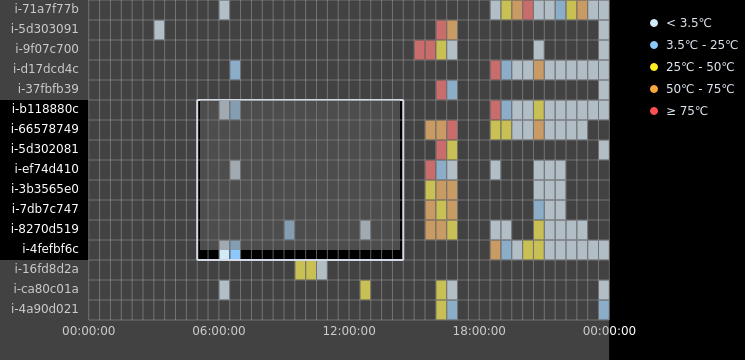 i-71a7f77b
i-5d303091
i-9f07c700
i-d17dcd4c
i-37fbfb39
i-b118880c
i-66578749
i-5d302081
i-ef74d410
i-3b3565e0
i-7db7c747
i-8270d519
i-4fefbf6c
i-16fd8d2a
i-ca80c01a
i-4a90d021
00:00:00 06:00:00 12:00:00 18:00:00 00:00:00
< 3.5℃
3.5℃ - 25℃
25℃ - 50℃
50℃ - 75℃
≥ 75℃